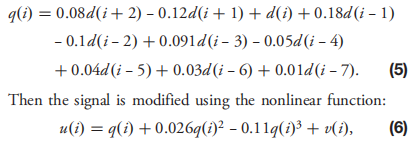 q(i) = 0.08d(i + 2) – 0.12d(i + 1) + d(i) + 0.18d(i – 1)
– 0.1d(i – 2) + 0.091d(i – 3) – 0.05d(i – 4)
+ 0.04d(i – 5) + 0.03d(i – 6) + 0.01d(i – 7). (5)
Then the signal is modified using the nonlinear function:
u(i) = q(i) + 0.026q(i)² – 0.11q(i)³ + v(i), (6)